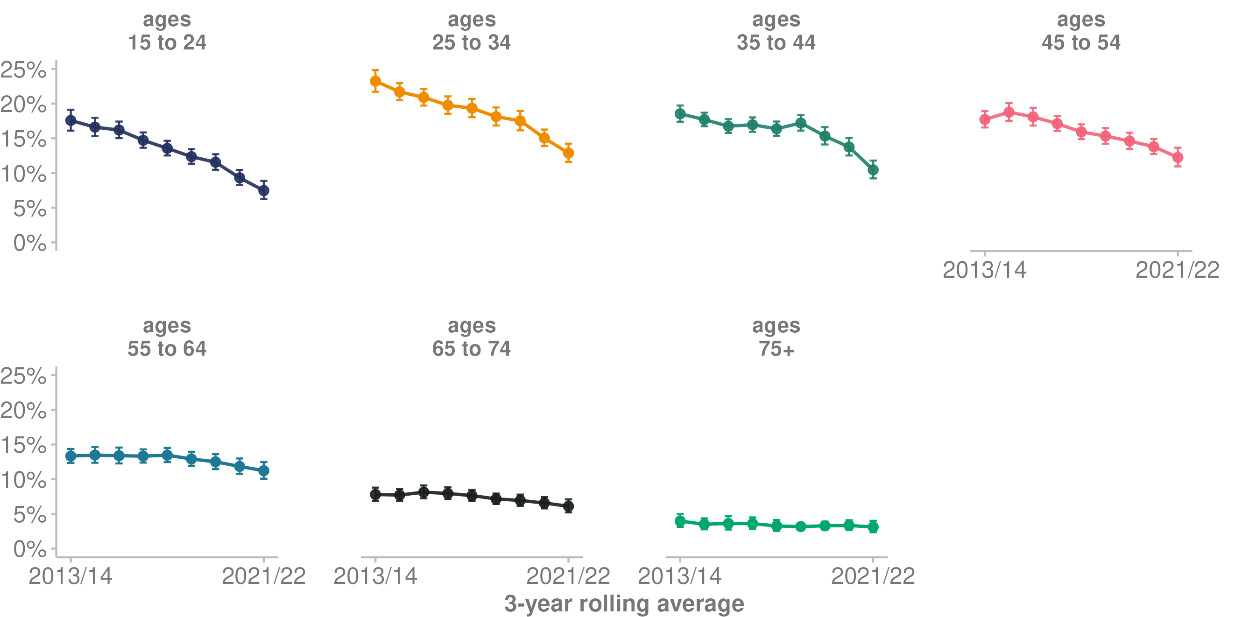 ages ages ages ages
15 to 24 25 to 34 35 to 44 45 to 54
25%
20%
15%
10%
5%
0%
2013/14 2021/22
ages ages ages
55 to 64 65 to 74 75+
25%
20%
15%
10%
5%
0%
2013/14 2021/22 2013/14 2021/22 2013/14 2021/22
3-year rolling average